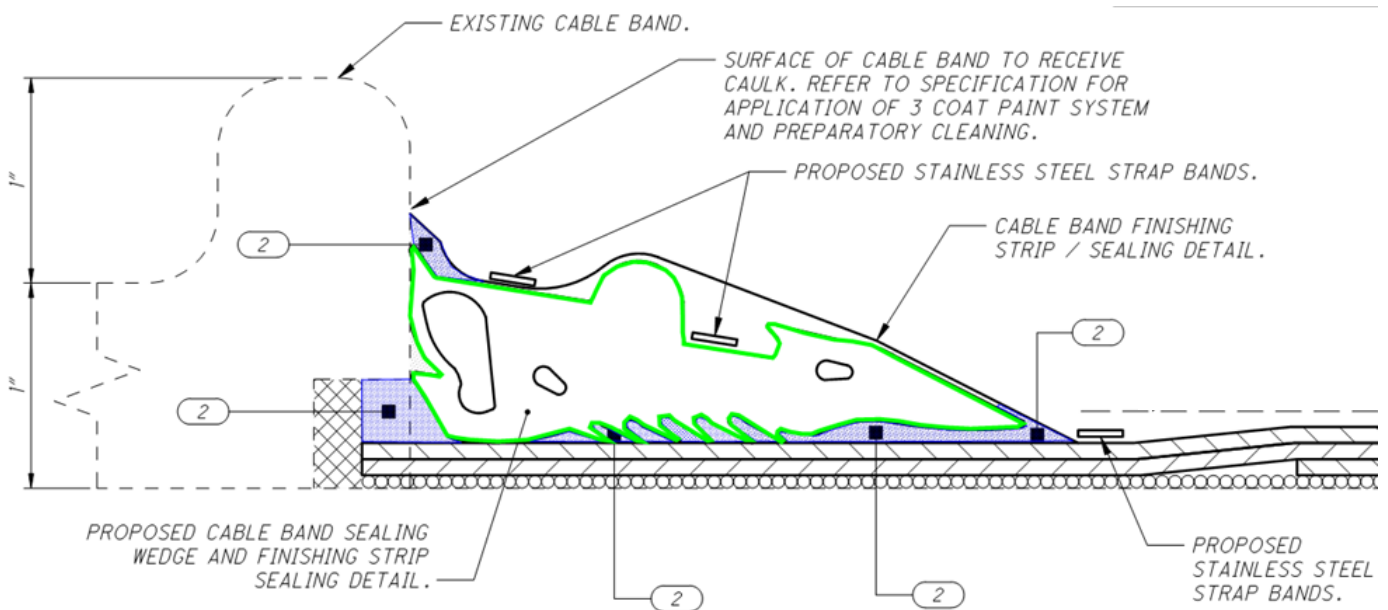 EXISTING CABLE BAND.
SURFACE OF CABLE BAND TO RECEIVE
CAULK. REFER TO SPECIFICATION FOR
APPLICATION OF 3 COAT PAINT SYSTEM
AND PREPARATORY CLEANING.
PROPOSED STAINLESS STEEL STRAP BANDS.
CABLE BAND FINISHING
STRIP / SEALING DETAIL.
1"
2
2
1"
2
PROPOSED CABLE BAND SEALING
WEDGE AND FINISHING STRIP
SEALING DETAIL.
2
2
PROPOSED
STAINLESS STEEL
STRAP BANDS.